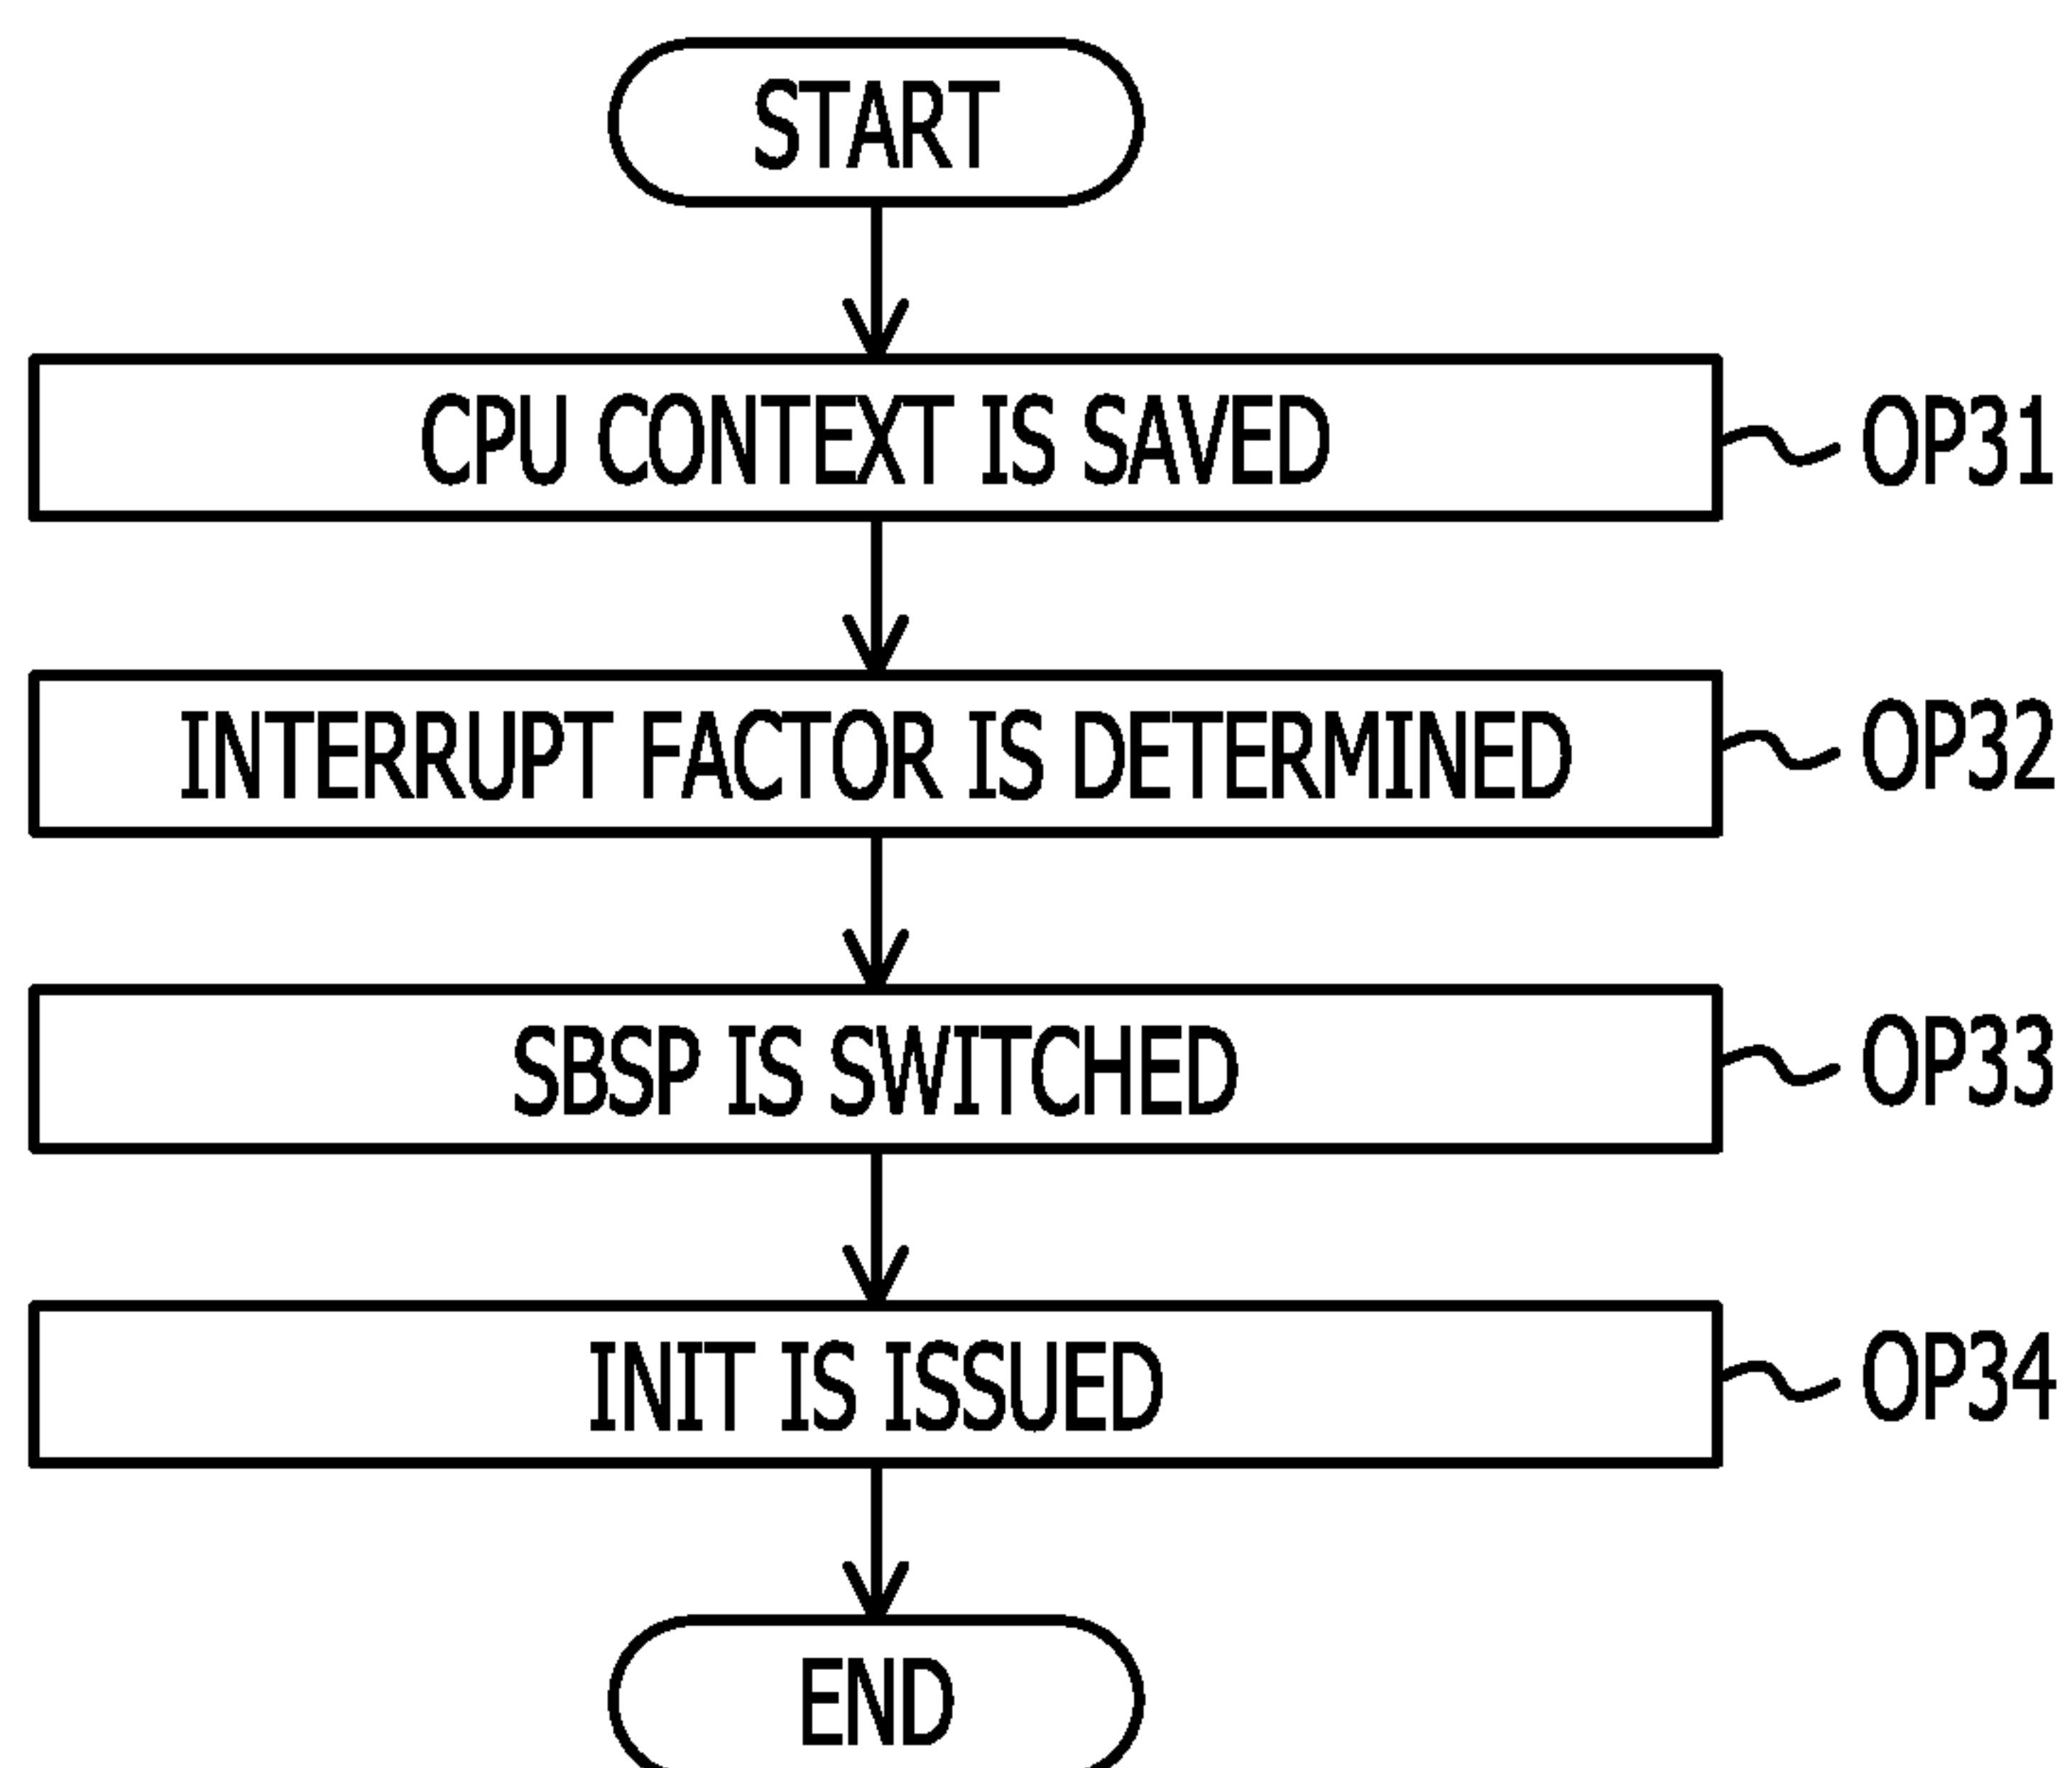 START
CPU CONTEXT IS SAVED OP31
INTERRUPT FACTOR IS DETERMINED OP32
SBSP IS SWITCHED OP33
INIT IS ISSUED OP34
END